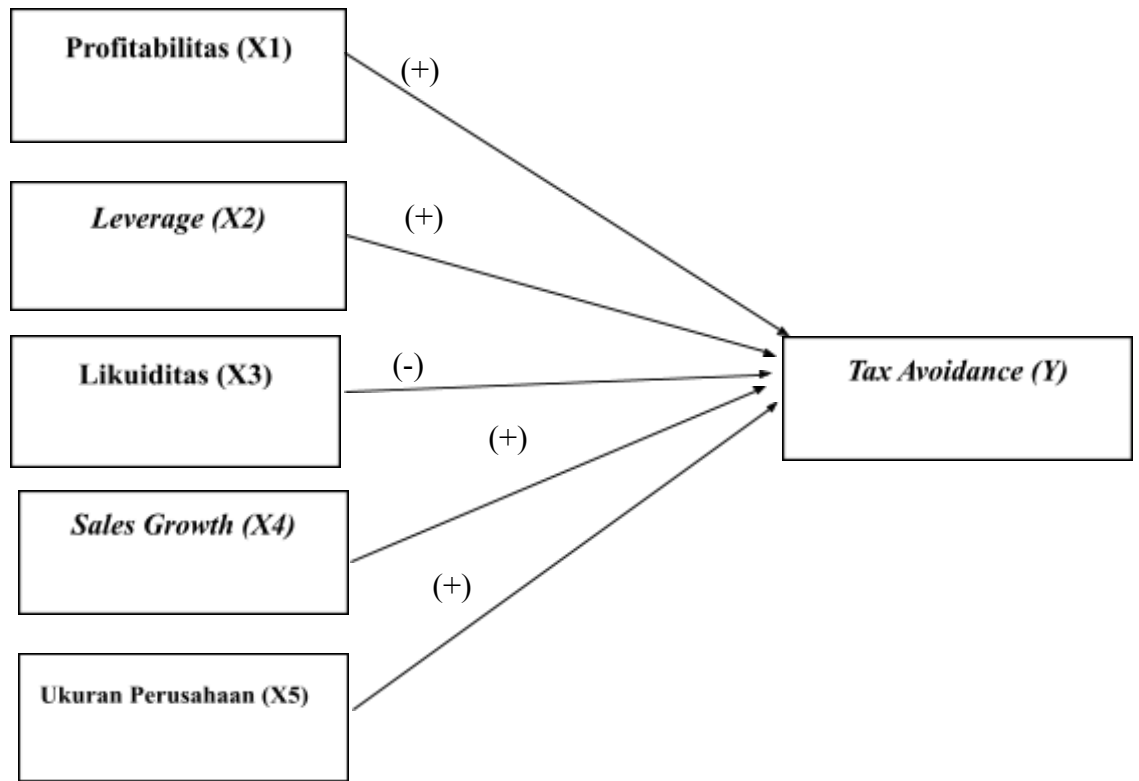 Profitabilitas (X1)
(+)
Leverage (X2)
(+)
Likuiditas (X3)
(-)
Tax Avoidance (Y)
(+)
Sales Growth (X4)
(+)
Ukuran Perusahaan (X5)